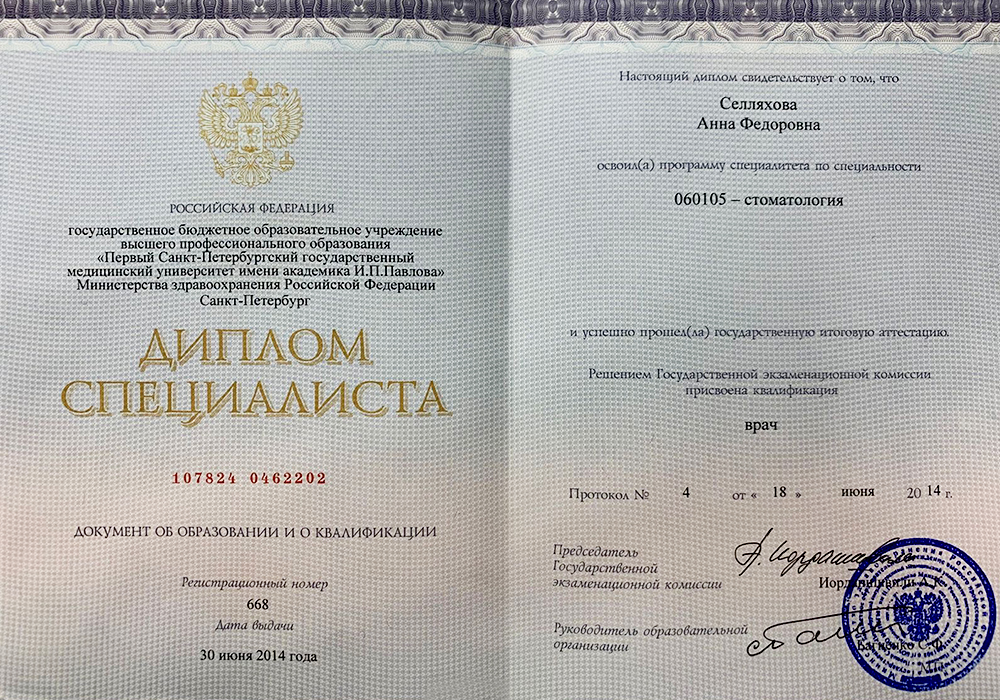 РОССИЙСКАЯ ФЕДЕРАЦИЯ
государственное бюджетное образовательное учреждение
высшего профессионального образования
«Первый Санкт-Петербургский государственный
медицинский университет имени академика И.П.Павлова»
Министерства здравоохранения Российской Федерации
Санкт-Петербург
ДИПЛОМ
СПЕЦИАЛИСТА
107824 0462202
ДОКУМЕНТ ОБ ОБРАЗОВАНИИ И О КВАЛИФИКАЦИИ
Регистрационный номер
668
Дата выдачи
30 июня 2014 года
Настоящий диплом свидетельствует о том, что
Селляхова
Анна Федоровна
освоил(а) программу специалитета по специальности
060105 – стоматология
и успешно прошел(ла) государственную итоговую аттестацию.
Решением Государственной экзаменационной комиссии
присвоена квалификация
врач
Протокол № 4 от « 18 » июня 20 14 г.
Председатель
Государственной
экзаменационной комиссии
Иорданишвили А.К.
Руководитель образовательной
организации
Багненко С.Ф.
М.П.